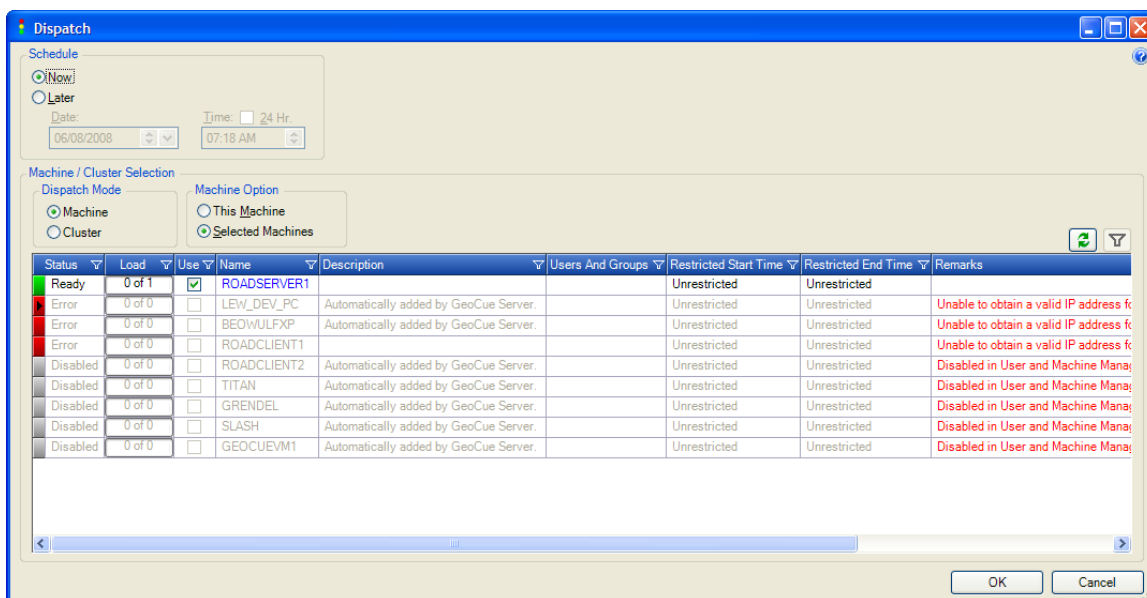 Dispatch
Schedule
Now
Later
Date:
Time: 24 Hr.
06/08/2008
07:18 AM
Machine / Cluster Selection
Dispatch Mode
Machine Option
Machine
This Machine
Cluster
Selected Machines
Status Load Use Name Description Users And Groups Restricted Start Time Restricted End Time Remarks
Ready 0 of 1 ROADSERVER1 Unrestricted Unrestricted
Error 0 of 0 LEW_DEV_PC Automatically added by GeoCue Server. Unrestricted Unrestricted Unable to obtain a valid IP address fo
Error 0 of 0 BEOWULFXP Automatically added by GeoCue Server. Unrestricted Unrestricted Unable to obtain a valid IP address fo
Error 0 of 0 ROADCLIENT1 Unrestricted Unrestricted Unable to obtain a valid IP address fo
Disabled 0 of 0 ROADCLIENT2 Automatically added by GeoCue Server. Unrestricted Unrestricted Disabled in User and Machine Manag
Disabled 0 of 0 TITAN Automatically added by GeoCue Server. Unrestricted Unrestricted Disabled in User and Machine Manag
Disabled 0 of 0 GRENDEL Automatically added by GeoCue Server. Unrestricted Unrestricted Disabled in User and Machine Manag
Disabled 0 of 0 SLASH Automatically added by GeoCue Server. Unrestricted Unrestricted Disabled in User and Machine Manag
Disabled 0 of 0 GEOCUEVM1 Automatically added by GeoCue Server. Unrestricted Unrestricted Disabled in User and Machine Manag
OK Cancel